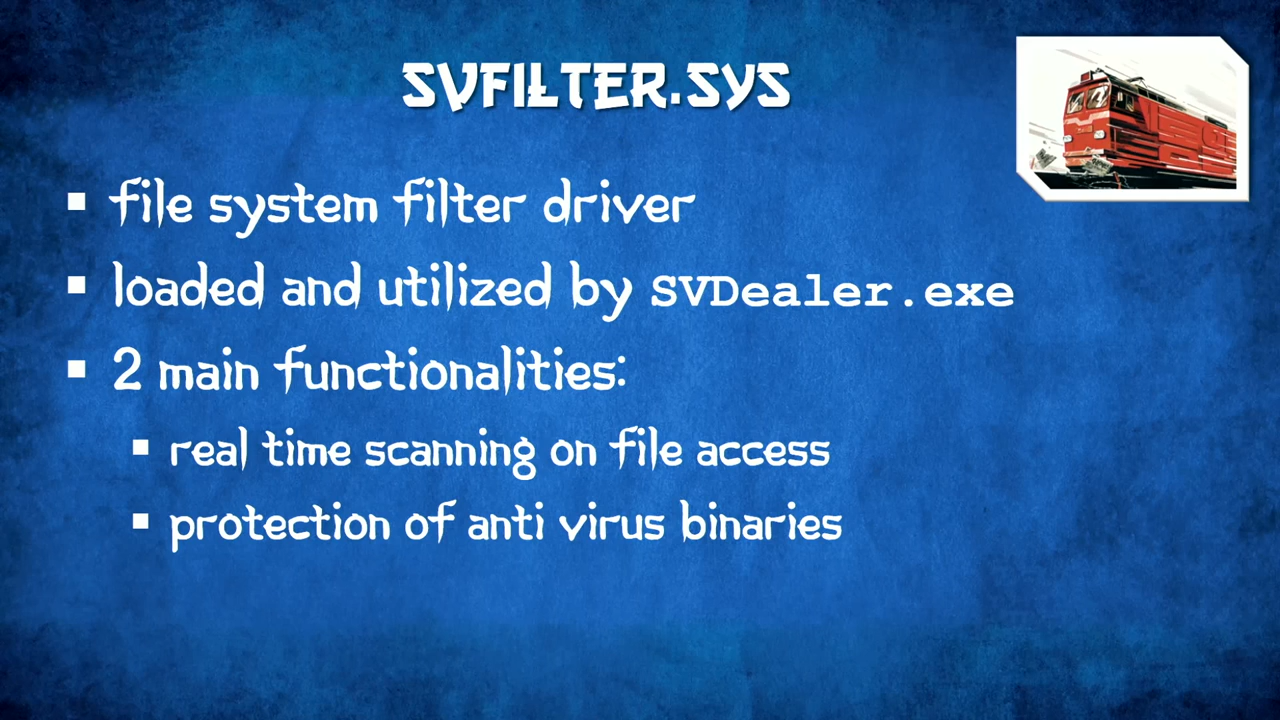 SVFILTER.SYS
file system filter driver
loaded and utilized by SVDealer.exe
2 main functionalities:
real time scanning on file access
protection of anti virus binaries